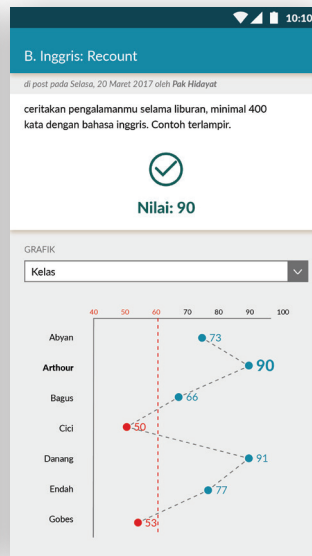 10:10
B. Inggris: Recount
di post pada Selasa, 20 Maret 2017 oleh Pak Hidayat
ceritakan pengalamanmu selama liburan, minimal 400
kata dengan bahasa inggris. Contoh terlampir.
Nilai: 90
GRAFIK
Kelas
40 50 60 70 80 90 100
Abyan 73
Arthour 90
Bagus 66
Cici 50
Danang 91
Endah 77
Gobes 53